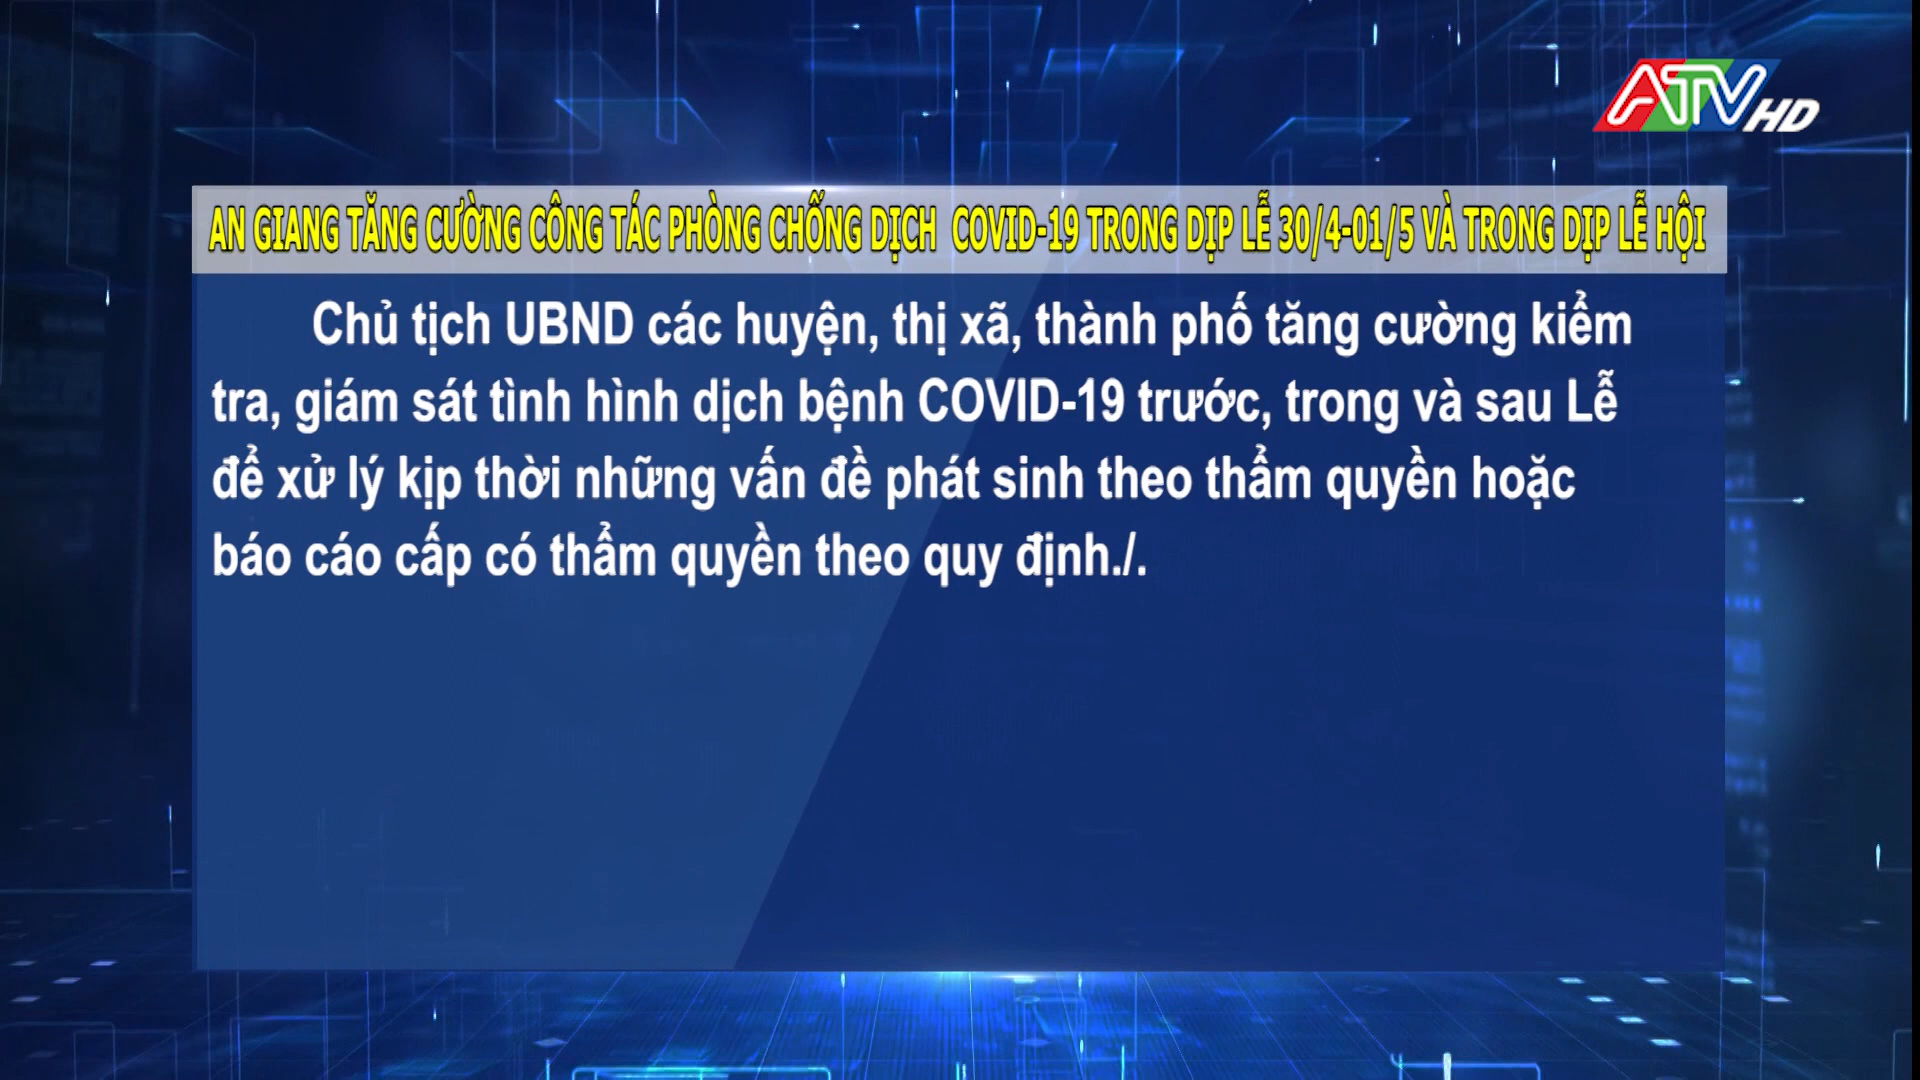 ATV HD
AN GIANG TĂNG CƯỜNG CÔNG TÁC PHÒNG CHỐNG DỊCH COVID-19 TRONG DỊP LỄ 30/4-01/5 VÀ TRONG DỊP LỄ HỘI
Chủ tịch UBND các huyện, thị xã, thành phố tăng cường kiểm
tra, giám sát tình hình dịch bệnh COVID-19 trước, trong và sau Lễ
để xử lý kịp thời những vấn đề phát sinh theo thẩm quyền hoặc
báo cáo cấp có thẩm quyền theo quy định./.